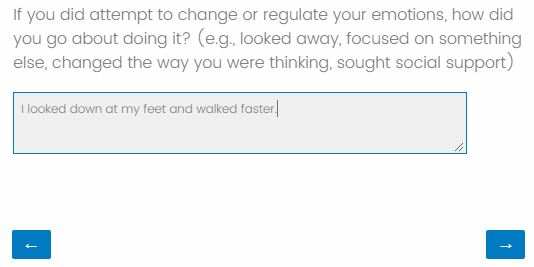 If you did attempt to change or regulate your emotions, how did
you go about doing it? (e.g., looked away, focused on something
else, changed the way you were thinking, sought social support)
I looked down at my feet and walked faster.
← →